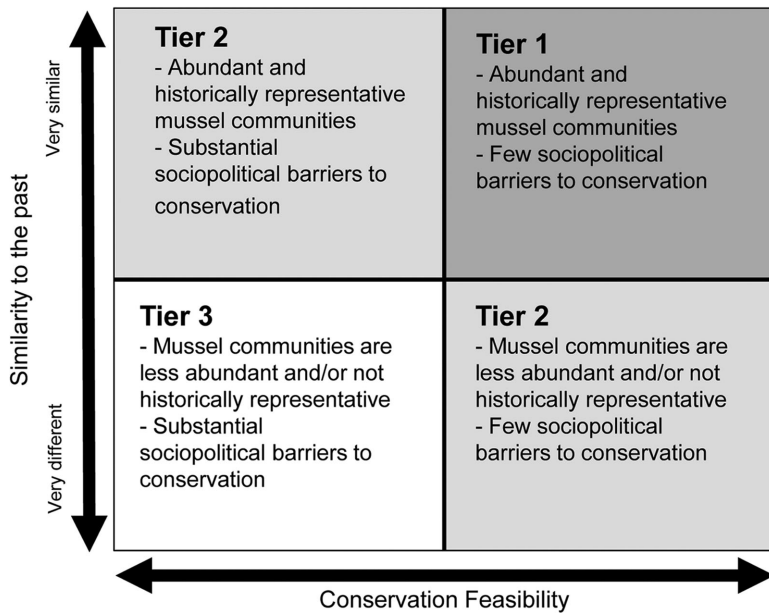 Similarity to the past
Very similar
Very different
Tier 2
- Abundant and
historically representative
mussel communities
- Substantial
sociopolitical barriers to
conservation
Tier 1
- Abundant and
historically representative
mussel communities
- Few sociopolitical
barriers to conservation
Tier 3
- Mussel communities are
less abundant and/or not
historically representative
- Substantial
sociopolitical barriers to
conservation
Tier 2
- Mussel communities are
less abundant and/or not
historically representative
- Few sociopolitical
barriers to conservation
Conservation Feasibility